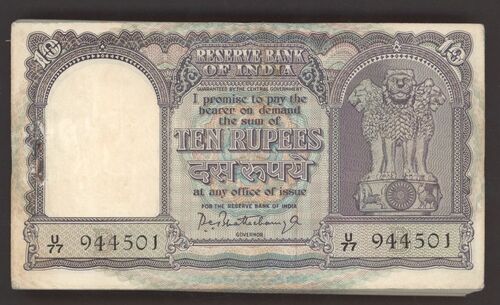 10 10
RESERVE BANK
OF INDIA
GUARANTEED BY THE CENTRAL GOVERNMENT
I promise to pay the
bearer on demand
the sum of
TEN RUPEES
दस रूपये
at any office of issue
FOR THE RESERVE BANK OF INDIA
P.C. Bhattacharyya
GOVERNOR
U/77 944501 U/77 944501